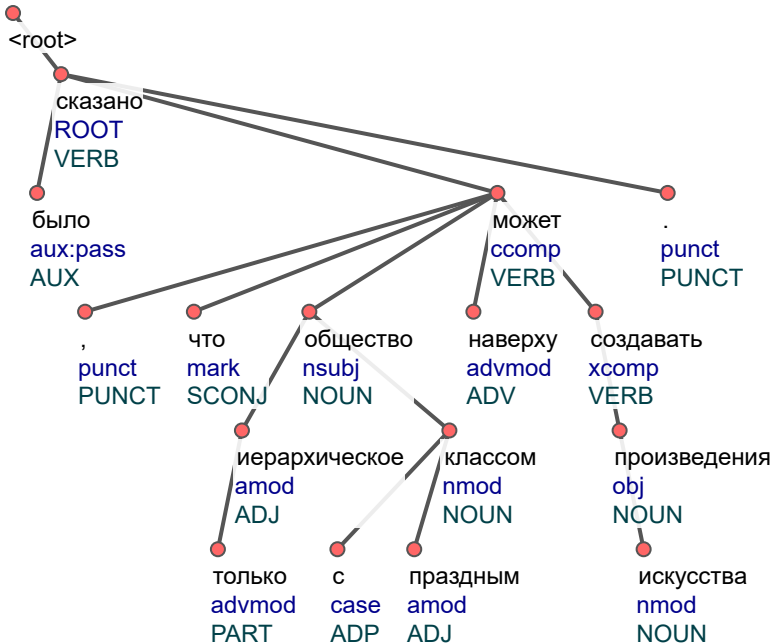 <root>
сказано
ROOT
VERB
было
aux:pass
AUX
может
ccomp
VERB
.
punct
PUNCT
,
punct
PUNCT
что
mark
SCONJ
общество
nsubj
NOUN
наверху
advmod
ADV
создавать
xcomp
VERB
иерархическое
amod
ADJ
классом
nmod
NOUN
произведения
obj
NOUN
только
advmod
PART
с
case
ADP
праздным
amod
ADJ
искусства
nmod
NOUN